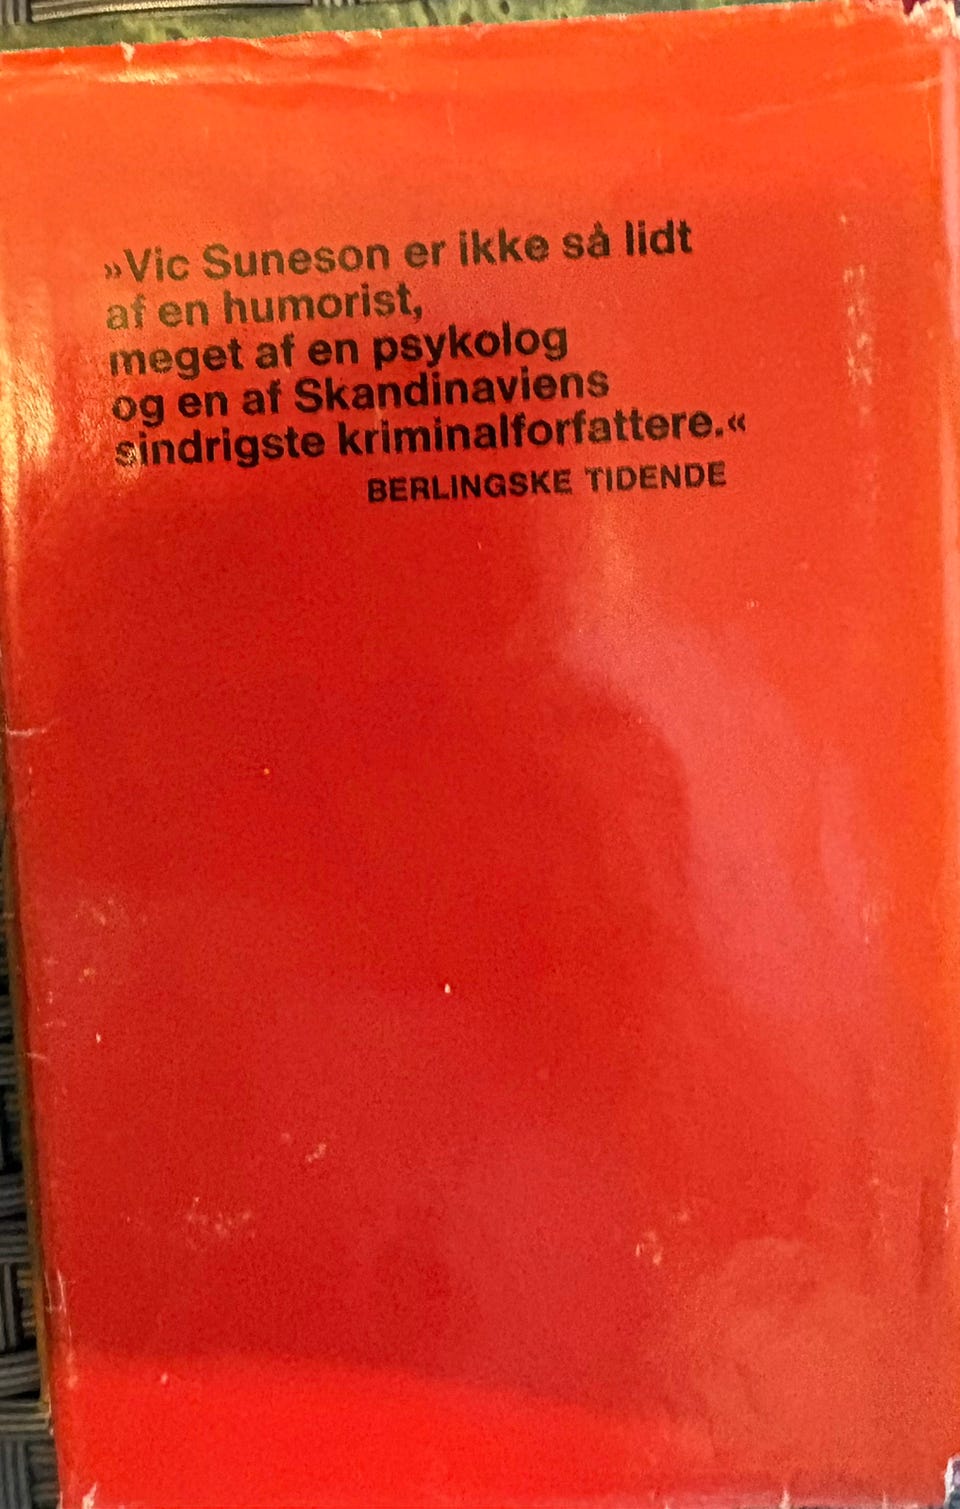 »Vic Suneson er ikke så lidt
af en humorist,
meget af en psykolog
og en af Skandinaviens
sindrigste kriminalforfattere.«
BERLINGSKE TIDENDE